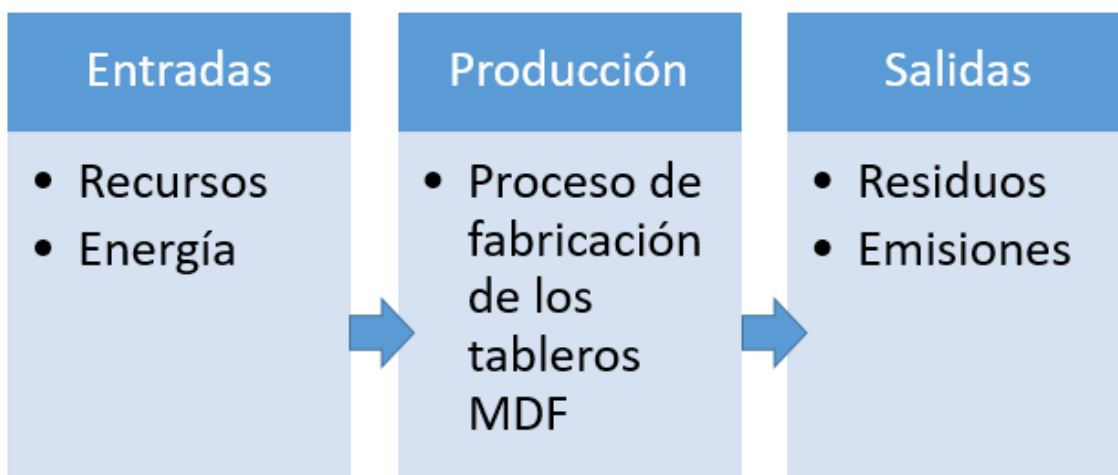 Entradas
• Recursos
• Energía
Producción
• Proceso de
fabricación
de los
tableros
MDF
Salidas
• Residuos
• Emisiones